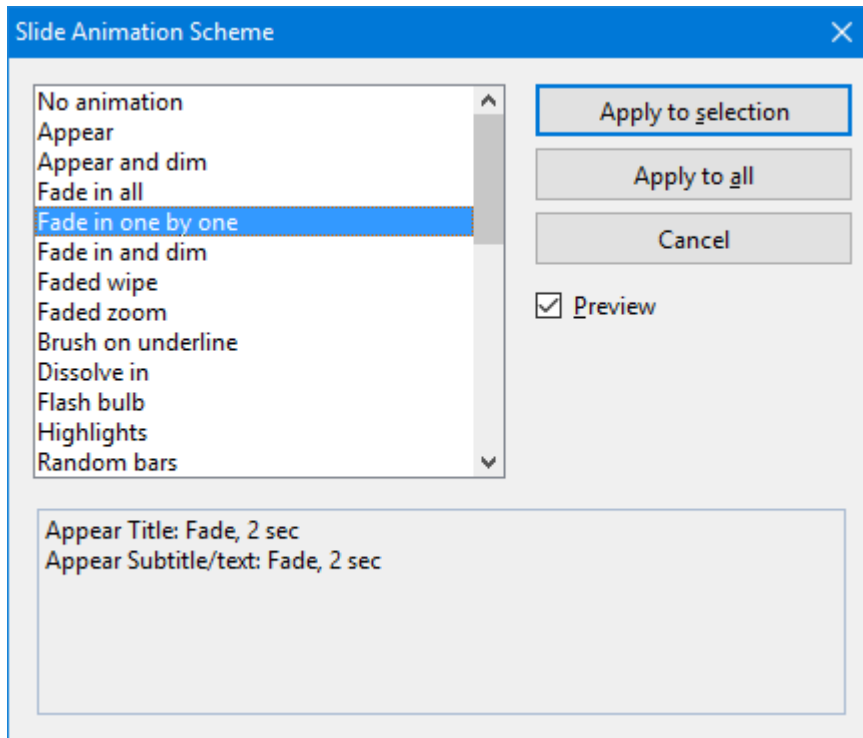 Slide Animation Scheme
No animation
Appear
Appear and dim
Fade in all
Fade in one by one
Fade in and dim
Faded wipe
Faded zoom
Brush on underline
Dissolve in
Flash bulb
Highlights
Random bars
Apply to selection
Apply to all
Cancel
Preview
Appear Title: Fade, 2 sec
Appear Subtitle/text: Fade, 2 sec